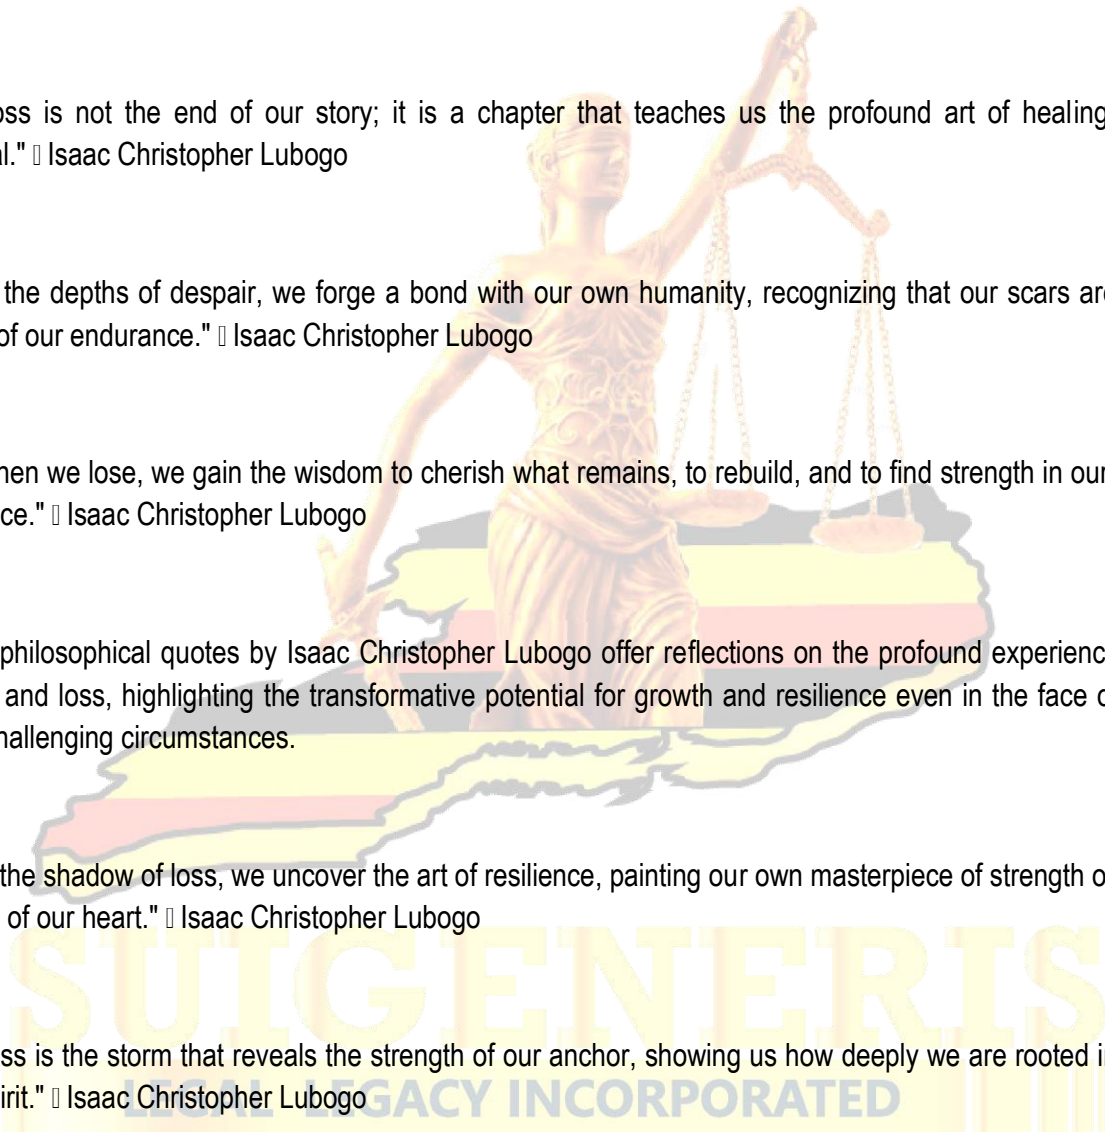 oss is not the end of our story; it is a chapter that teaches us the profound art of healing
al." ▯ Isaac Christopher Lubogo
the depths of despair, we forge a bond with our own humanity, recognizing that our scars are
of our endurance." ▯ Isaac Christopher Lubogo
hen we lose, we gain the wisdom to cherish what remains, to rebuild, and to find strength in our
ce." ▯ Isaac Christopher Lubogo
philosophical quotes by Isaac Christopher Lubogo offer reflections on the profound experienc
and loss, highlighting the transformative potential for growth and resilience even in the face o
hallenging circumstances.
the shadow of loss, we uncover the art of resilience, painting our own masterpiece of strength o
of our heart." ▯ Isaac Christopher Lubogo
ss is the storm that reveals the strength of our anchor, showing us how deeply we are rooted i
irit." ▯ Isaac Christopher Lubogo
SUIGENERIS
LEGAL LEGACY INCORPORATED